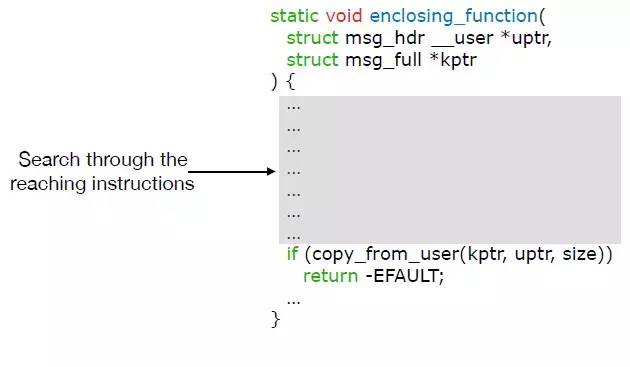 static void enclosing_function(
struct msg_hdr __user *uptr,
struct msg_full *kptr
) {
...
...
...
Search through the
reaching instructions
...
...
...
...
if (copy_from_user(kptr, uptr, size))
return -EFAULT;
...
}